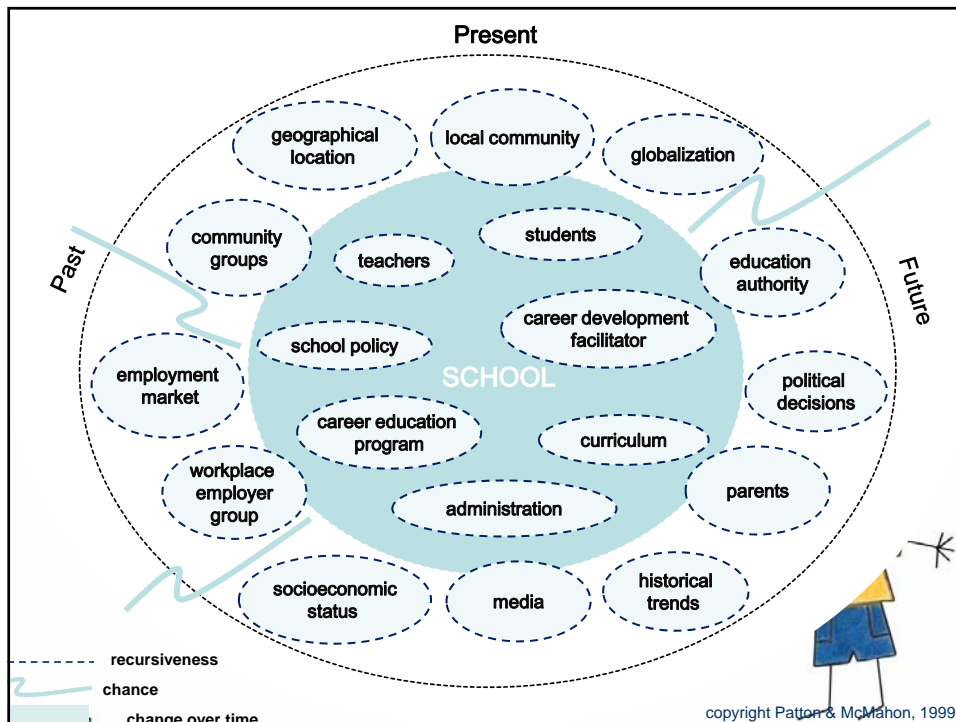 Present
geographical
location
local community
globalization
community
groups
teachers
students
education
authority
Past
Future
school policy
career development
facilitator
SCHOOL
employment
market
political
decisions
career education
program
curriculum
workplace
employer
group
administration
parents
socioeconomic
status
media
historical
trends
recursiveness
chance
change over time
copyright Patton & McMahon, 1999